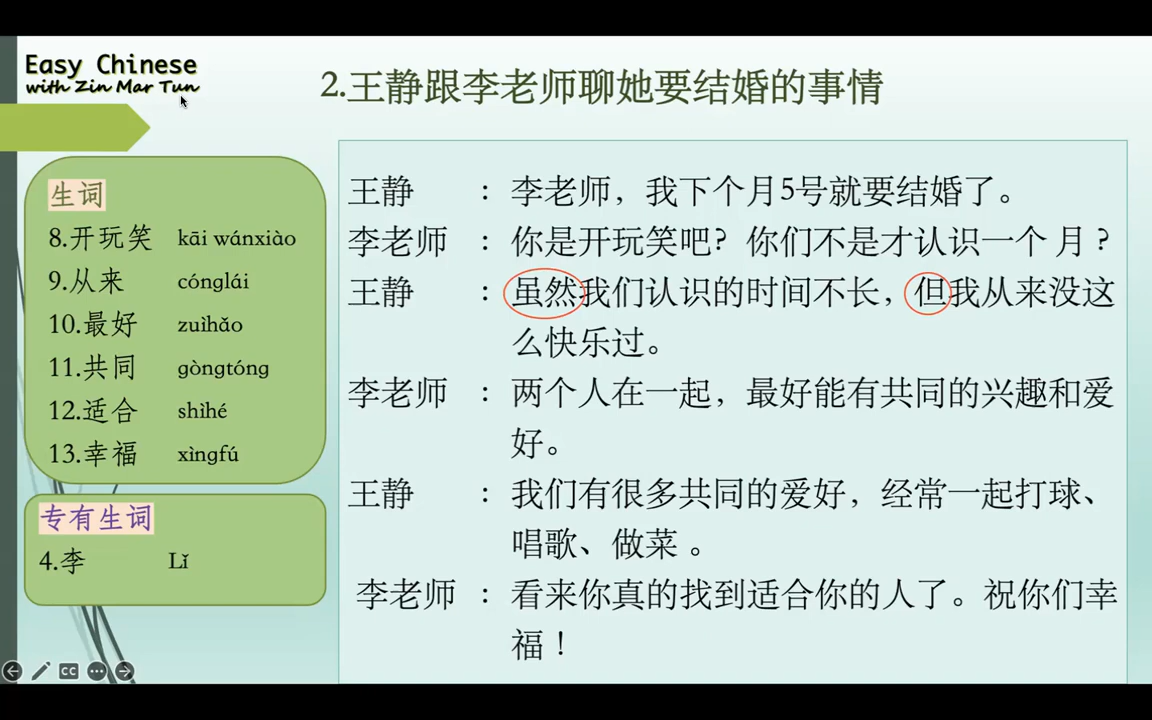 Easy Chinese
with Zin Mar Tun
2.王静跟李老师聊她要结婚的事情
生词
8.开玩笑 kāi wánxiào
9.从来 cónglái
10.最好 zuìhǎo
11.共同 gòngtóng
12.适合 shìhé
13.幸福 xìngfú
专有生词
4.李 Lǐ
王静 : 李老师，我下个月5号就要结婚了。
李老师 : 你是开玩笑吧？你们不是才认识一个 月？
王静 : 虽然我们认识的时间不长，但我从来没这
么快乐过。
李老师 : 两个人在一起，最好能有共同的兴趣和爱
好。
王静 : 我们有很多共同的爱好，经常一起打球、
唱歌、做菜 。
李老师 : 看来你真的找到适合你的人了。祝你们幸
福！
CC